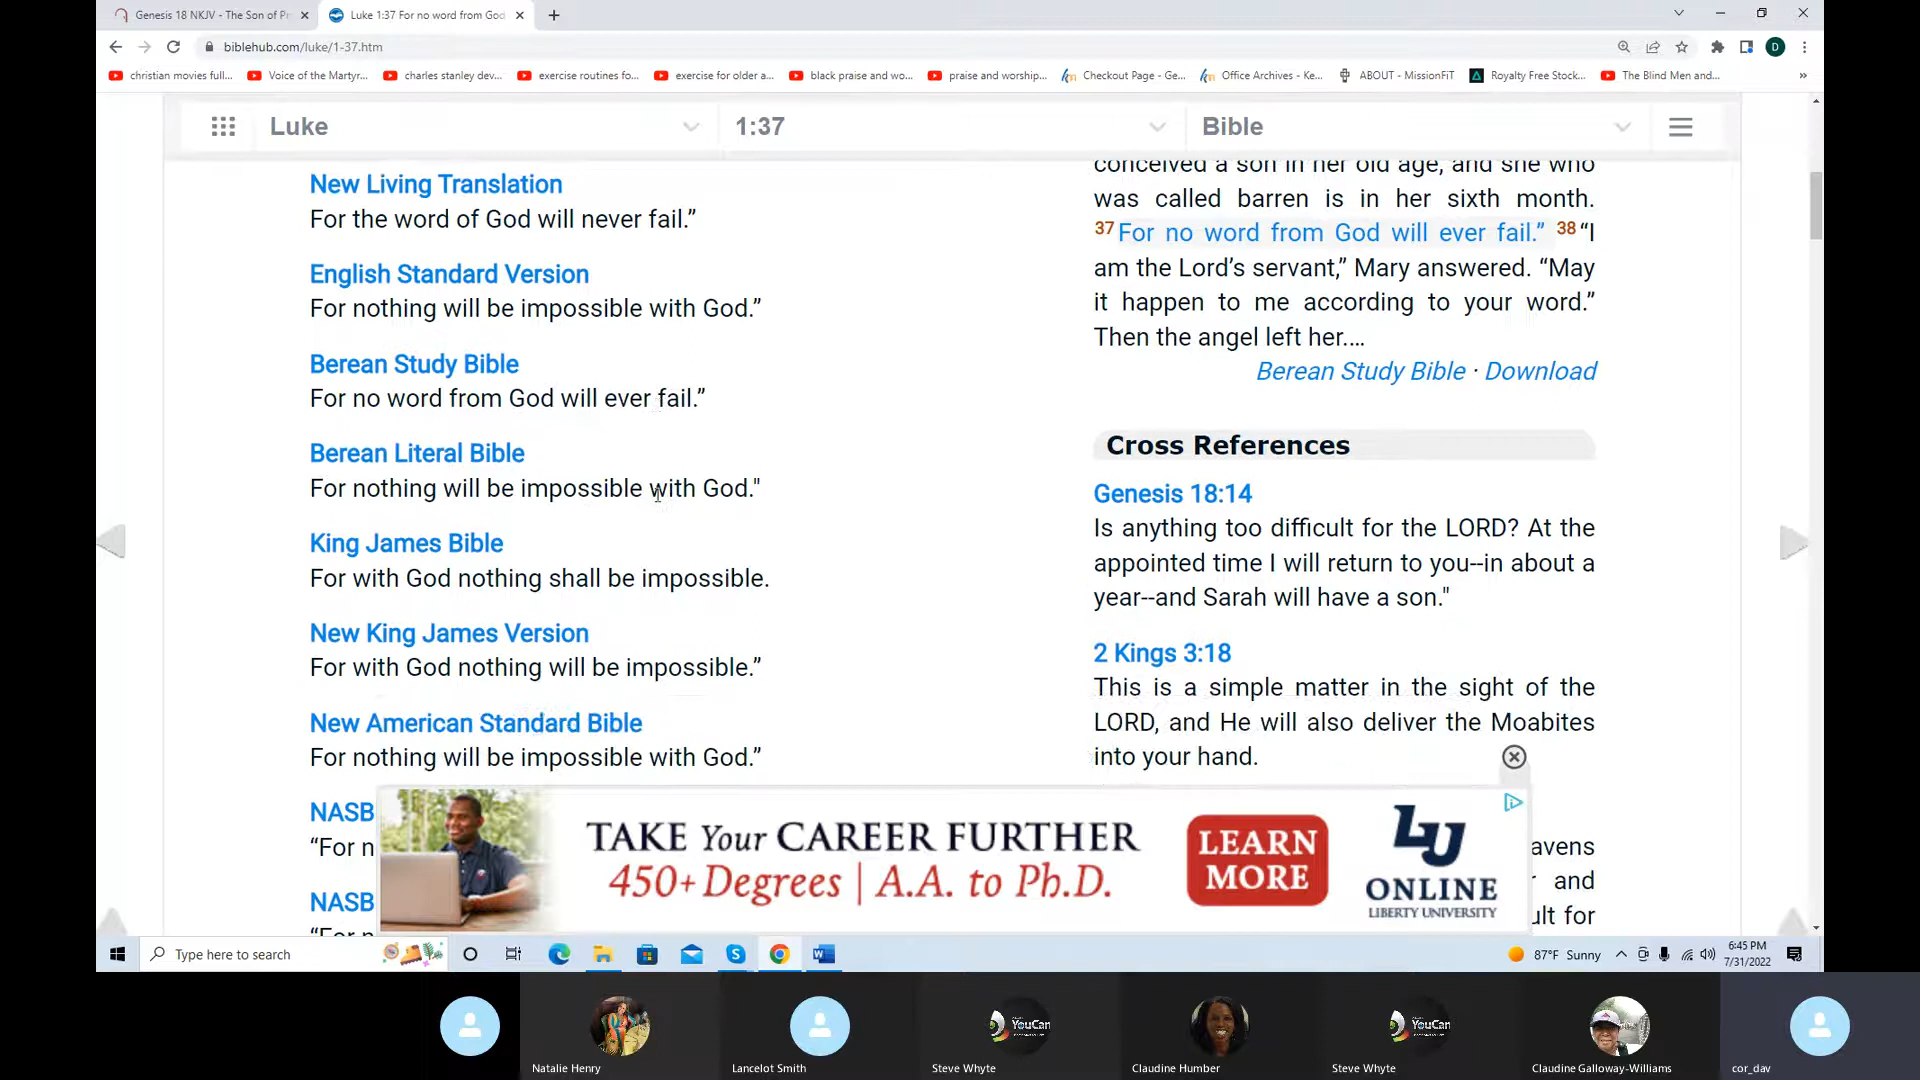 Genesis 18 NKJV - The Son of Pr
Luke 1:37 For no word from God
biblehub.com/luke/1-37.htm
D
christian movies full...
Voice of the Martyr...
charles stanley dev...
exercise routines fo...
exercise for older a...
black praise and wo...
praise and worship...
Checkout Page - Ge...
Office Archives - Ke...
ABOUT - MissionFiT
Royalty Free Stock...
The Blind Men and...
Luke
1:37
Bible
New Living Translation
For the word of God will never fail.”
English Standard Version
For nothing will be impossible with God.”
Berean Study Bible
For no word from God will ever fail.”
Berean Literal Bible
For nothing will be impossible with God."
King James Bible
For with God nothing shall be impossible.
New King James Version
For with God nothing will be impossible.”
New American Standard Bible
For nothing will be impossible with God.”
NASB
“For n
NASB
“For n
conceived a son in her old age, and she who
was called barren is in her sixth month.
37 For no word from God will ever fail.” 38 “I
am the Lord’s servant,” Mary answered. “May
it happen to me according to your word.”
Then the angel left her.…
Berean Study Bible · Download
Cross References
Genesis 18:14
Is anything too difficult for the LORD? At the
appointed time I will return to you--in about a
year--and Sarah will have a son."
2 Kings 3:18
This is a simple matter in the sight of the
LORD, and He will also deliver the Moabites
into your hand.
avens
and
ult for
TAKE Your CAREER FURTHER
450+ Degrees | A.A. to Ph.D.
LEARN
MORE
LU
ONLINE
LIBERTY UNIVERSITY
Type here to search
87°F Sunny
6:45 PM
7/31/2022
YouCan
YouCan
Natalie Henry
Lancelot Smith
Steve Whyte
Claudine Humber
Steve Whyte
Claudine Galloway-Williams
cor_dav